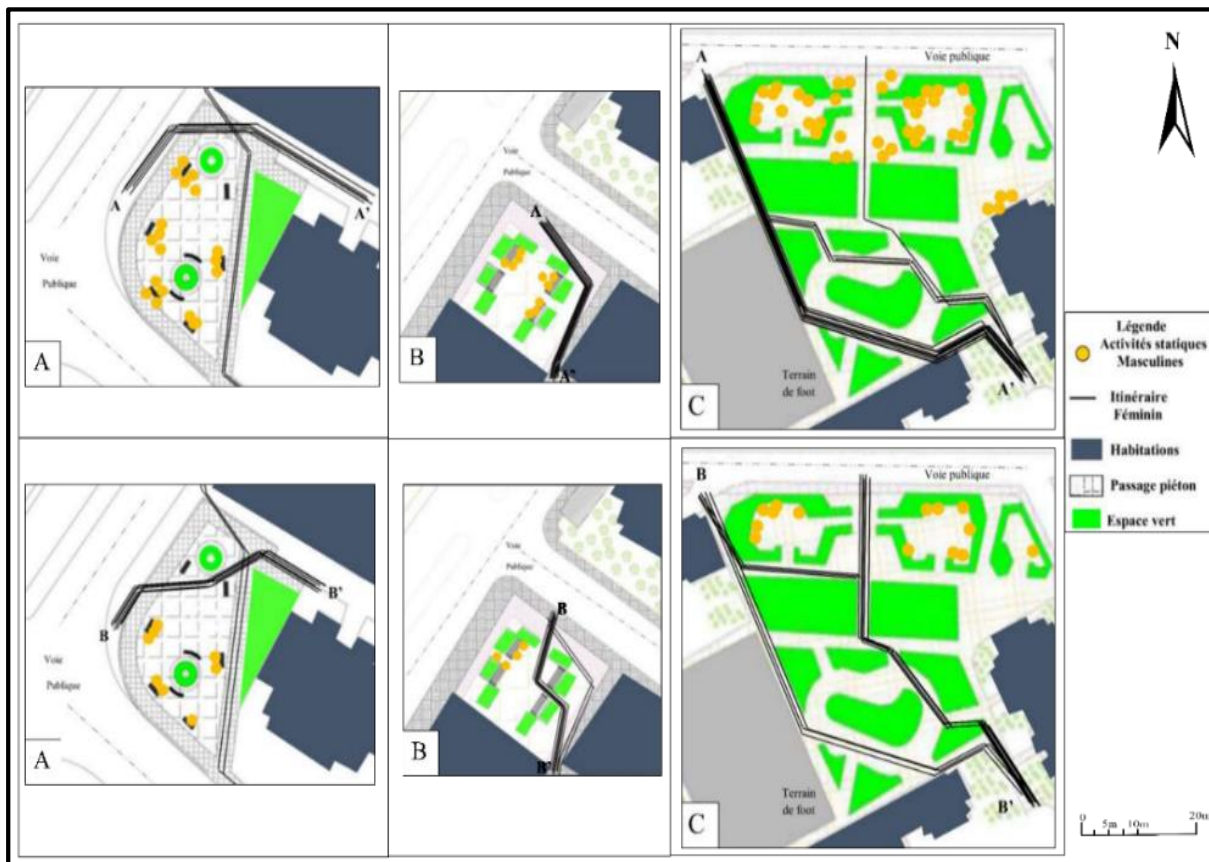 A
A'
Voie
Publique
A
Voie
Publique
A
A'
B
A
Voie publique
Terrain
de foot
A'
C
N
Légende
Activités statiques
Masculines
Itinéraire
Féminin
Habitations
Passage piéton
Espace vert
B
B'
Voie
Publique
A
Voie
Publique
B
B'
B
B
Voie publique
Terrain
de foot
B'
C
0 5m 10m 20m